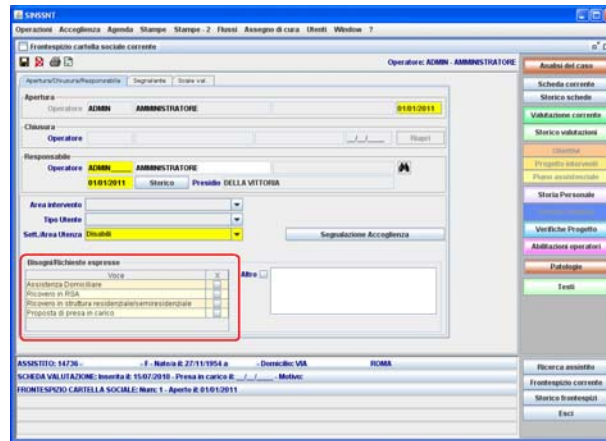 SINSSNT
Operazioni Accoglienza Agenda Stampe Stampe - 2 Flussi Assegno di cura Utenti Window ?
Frontespizio cartella sociale corrente
Operatore: ADMIN - AMMINISTRATORE
Apertura/Chiusura/Responsabile Segnalante Scale val.
Apertura
Operatore ADMIN AMMINISTRATORE 01/01/2011
Chiusura
Operatore __/__/____ Riapri
Responsabile
Operatore ADMIN AMMINISTRATORE
01/01/2011 Storico Presidio DELLA VITTORIA
Area intervento
Tipo Utente
Sett./Area Utenza Disabili Segnalazione Accoglienza
Bisogni/Richieste espresse
Voce X Altro
Assistenza Domiciliare
Ricovero in RSA
Ricovero in struttura residenziale/semiresidenziale
Proposta di presa in carico
Analisi del caso
Scheda corrente
Storico schede
Valutazione corrente
Storico valutazioni
Obiettivi
Progetto interventi
Piano assistenziale
Storia Personale
Verifiche Progetto
Abilitazioni operatori
Patologie
Testi
Ricerca assistito
Frontespizio corrente
Storico frontespizi
Esci
ASSISTITO: 14736 - - F - Nato/a il: 27/11/1954 a - Domicilio: VIA ROMA
SCHEDA VALUTAZIONE: Inserita il: 15/07/2010 - Presa in carico il: __/__/____ - Motivo:
FRONTESPIZIO CARTELLA SOCIALE: Num: 1 - Aperto il: 01/01/2011